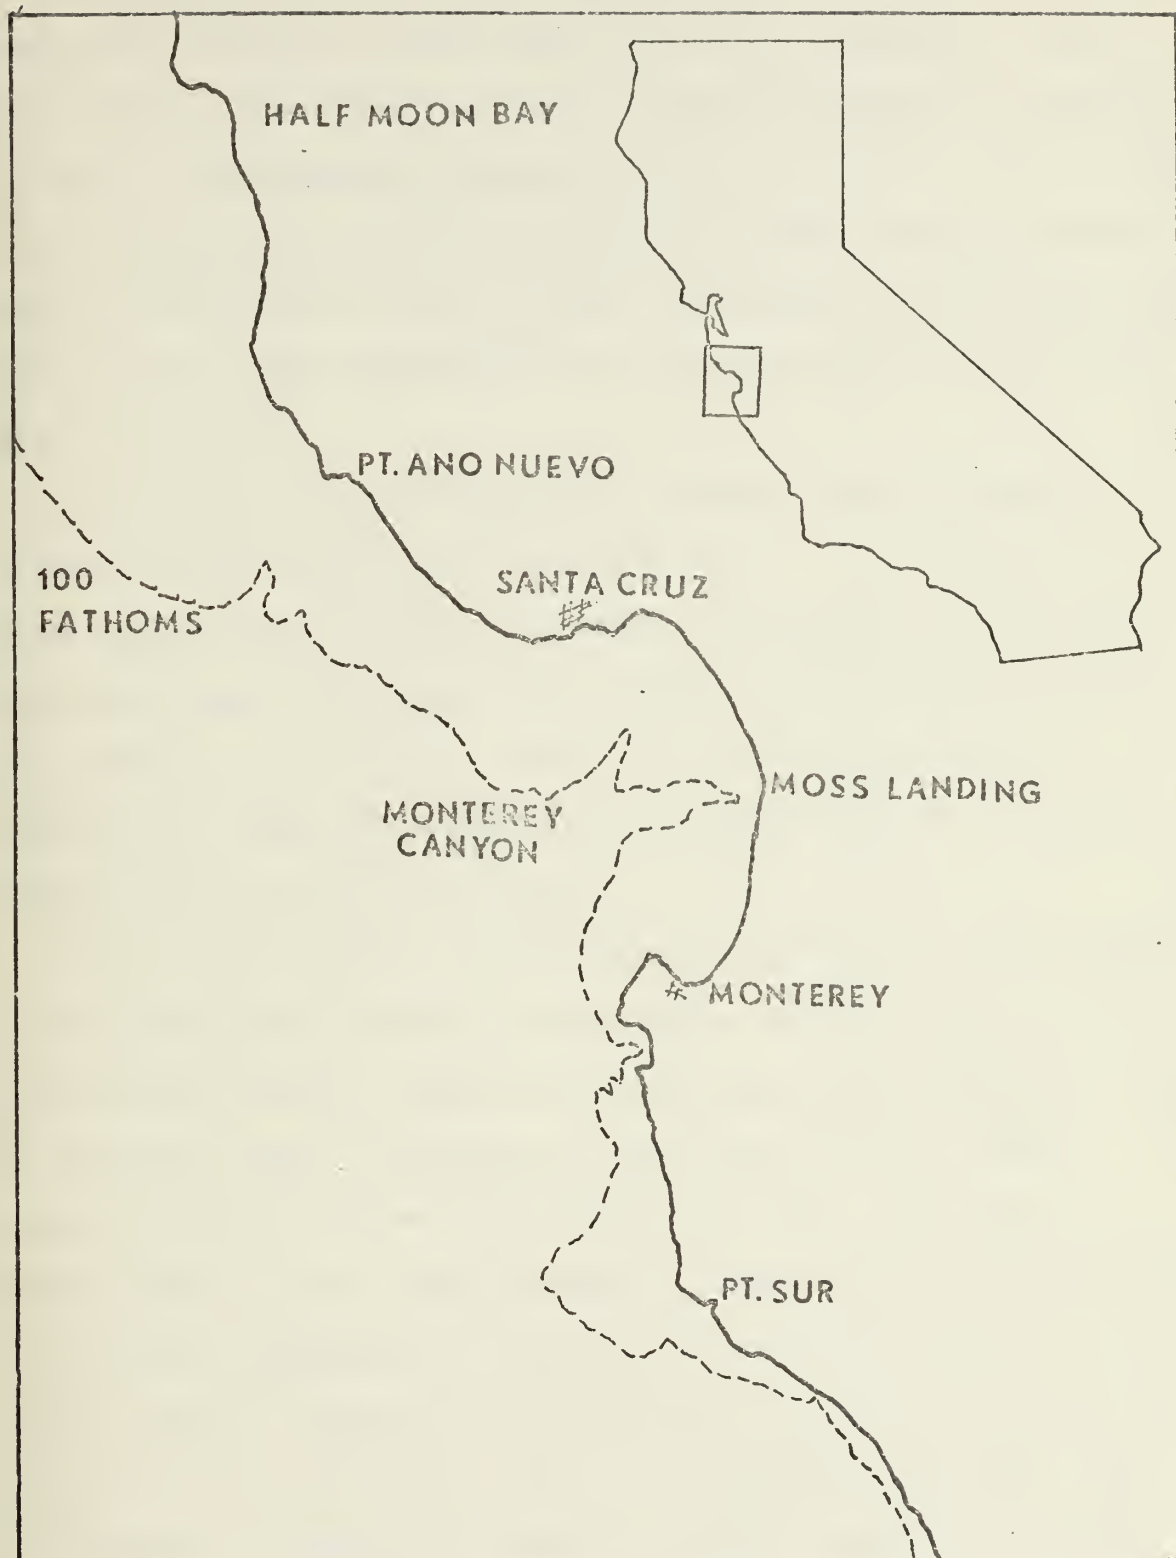 HALF MOON BAY
PT. ANO NUEVO
100
FATHOMS
SANTA CRUZ
MOSS LANDING
MONTEREY
CANYON
MONTEREY
PT. SUR